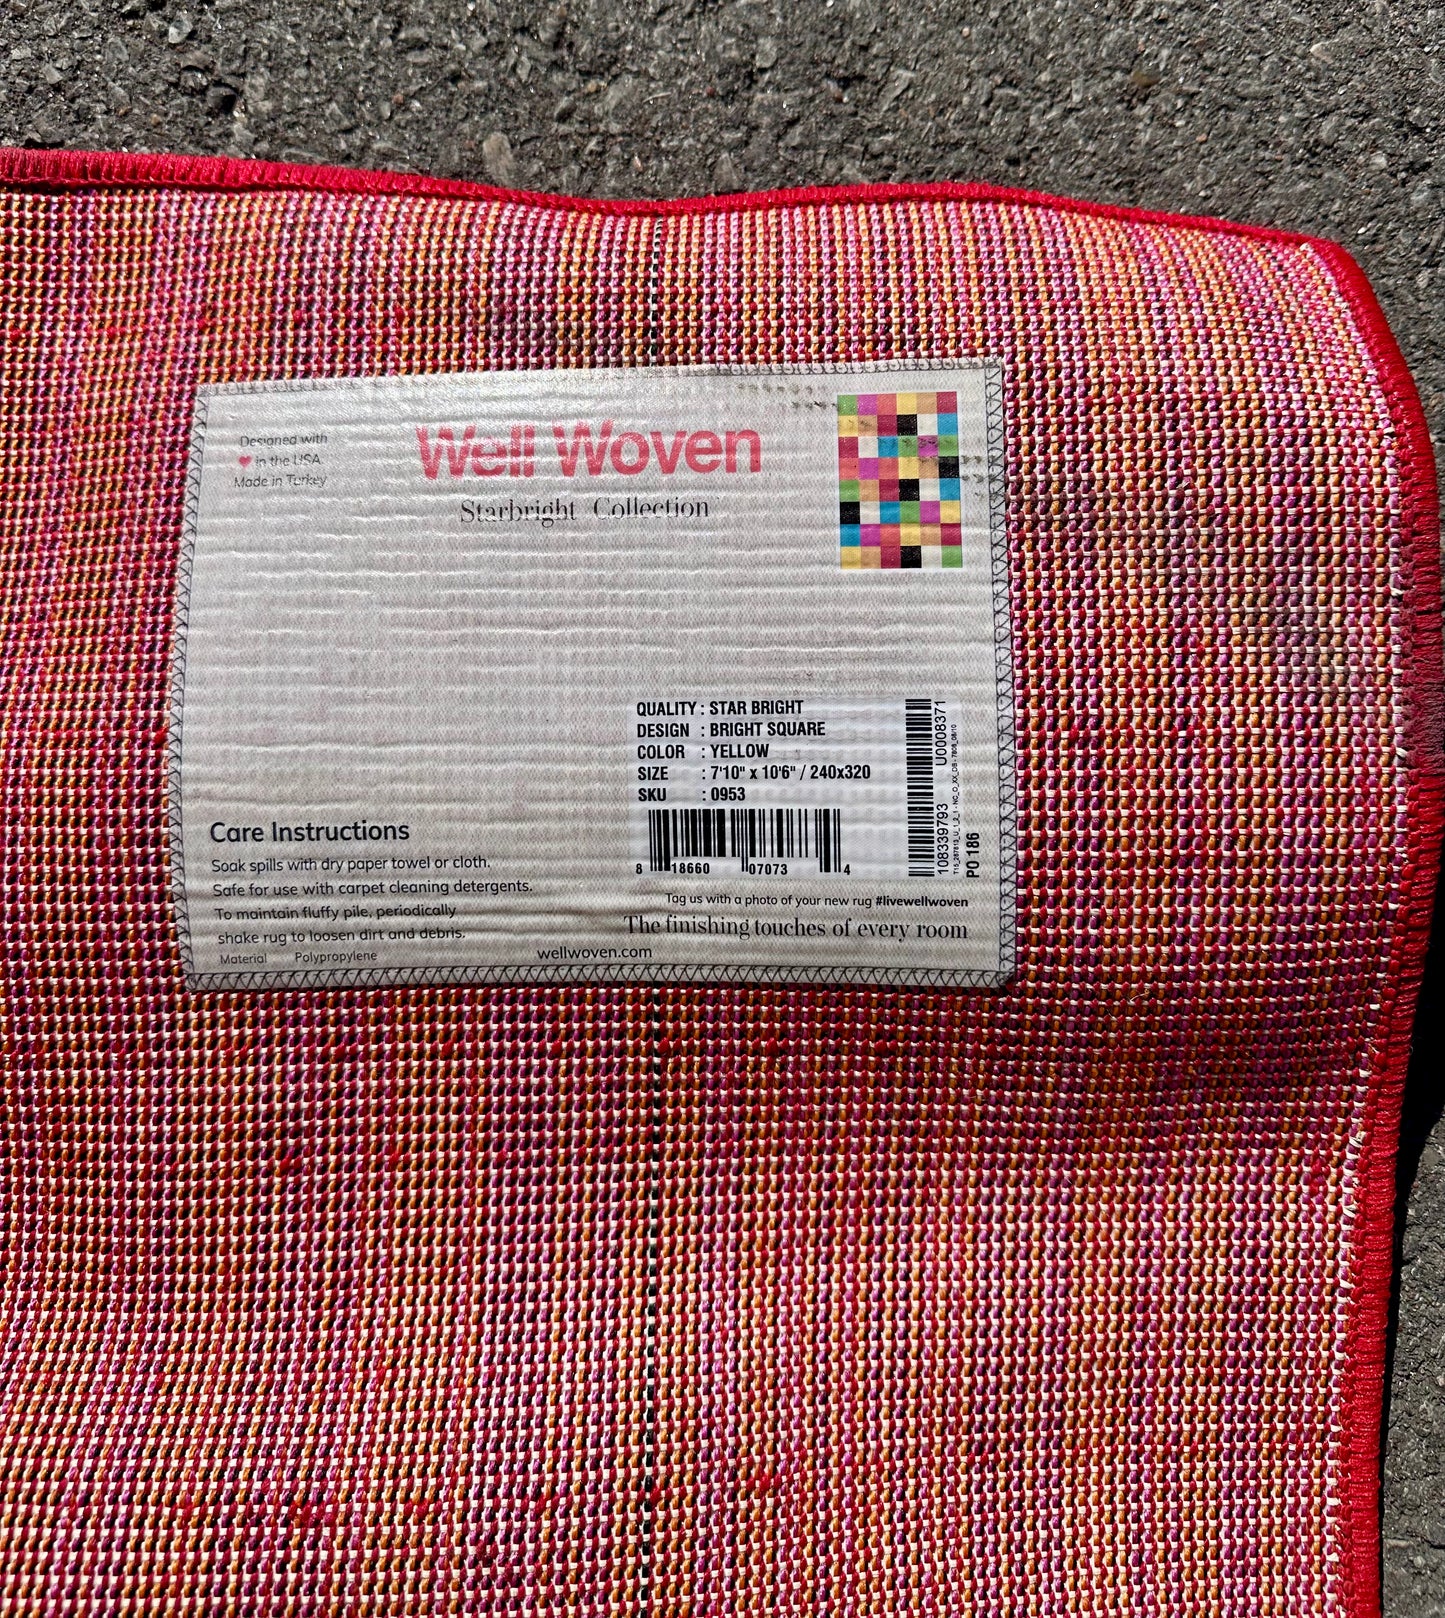 Designed with
in the USA.
Made in Turkey
Well Woven
Starbright Collection
QUALITY : STAR BRIGHT
DESIGN : BRIGHT SQUARE
COLOR : YELLOW
SIZE : 7'10" x 10'6" / 240x320
SKU : 0953
8 18660 07073 4
108339793 U0008371
PO 186
Care Instructions
Soak spills with dry paper towel or cloth.
Safe for use with carpet cleaning detergents.
To maintain fluffy pile, periodically
shake rug to loosen dirt and debris.
Material Polypropylene
Tag us with a photo of your new rug #livewellwoven
The finishing touches of every room
wellwoven.com